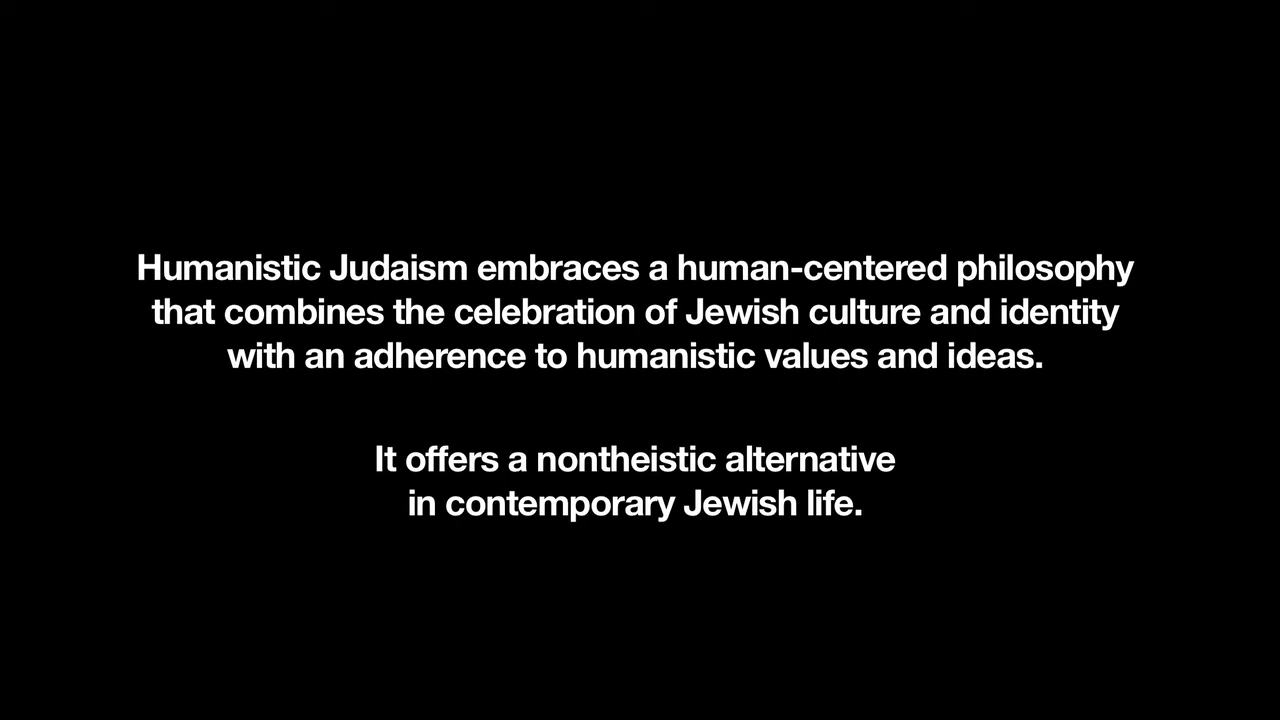 Humanistic Judaism embraces a human-centered philosophy
that combines the celebration of Jewish culture and identity
with an adherence to humanistic values and ideas.
It offers a nontheistic alternative
in contemporary Jewish life.